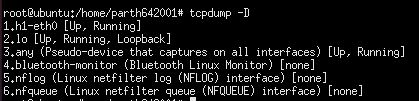 root@ubuntu:/home/parth642001# tcpdump -D
1.h1-eth0 [Up, Running]
2.lo [Up, Running, Loopback]
3.any (Pseudo-device that captures on all interfaces) [Up, Running]
4.bluetooth-monitor (Bluetooth Linux Monitor) [none]
5.nflog (Linux netfilter log (NFLOG) interface) [none]
6.nfqueue (Linux netfilter queue (NFQUEUE) interface) [none]